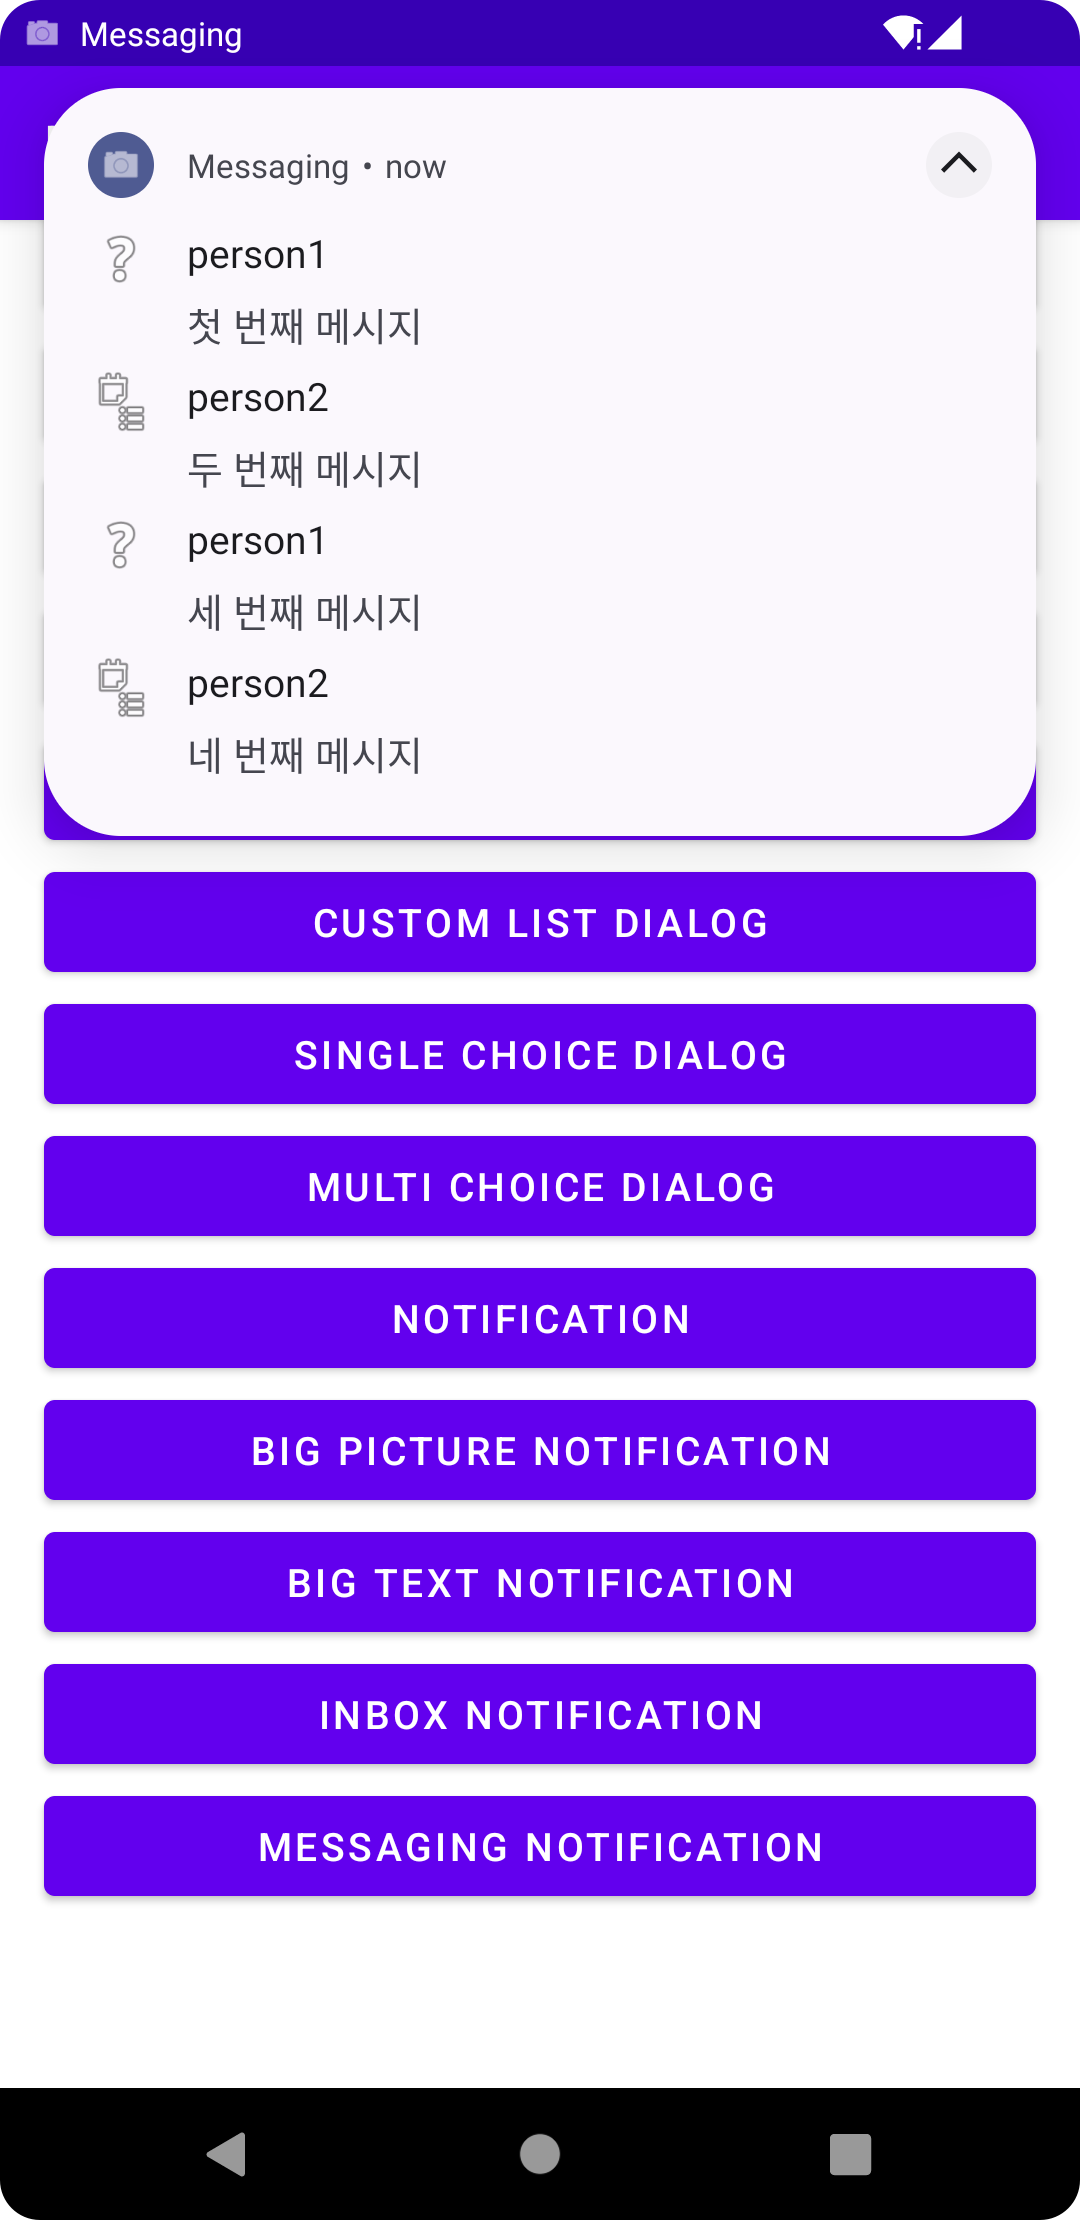 Messaging
Messaging • now
person1
첫 번째 메시지
person2
두 번째 메시지
person1
세 번째 메시지
person2
네 번째 메시지
CUSTOM LIST DIALOG
SINGLE CHOICE DIALOG
MULTI CHOICE DIALOG
NOTIFICATION
BIG PICTURE NOTIFICATION
BIG TEXT NOTIFICATION
INBOX NOTIFICATION
MESSAGING NOTIFICATION